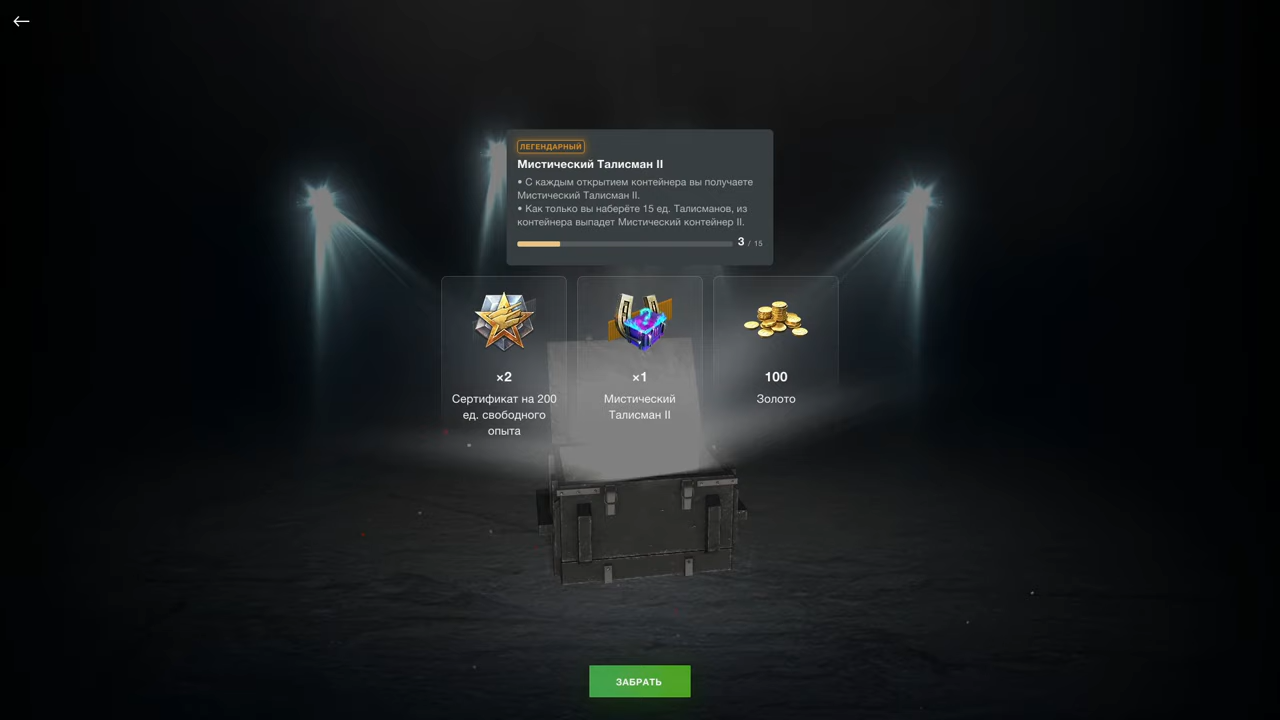 ЛЕГЕНДАРНЫЙ
Мистический Талисман II
• С каждым открытием контейнера вы получаете
Мистический Талисман II.
• Как только вы наберёте 15 ед. Талисманов, из
контейнера выпадет Мистический контейнер II.
3 / 15
×2
Сертификат на 200
ед. свободного
опыта
×1
Мистический
Талисман II
100
Золото
ЗАБРАТЬ